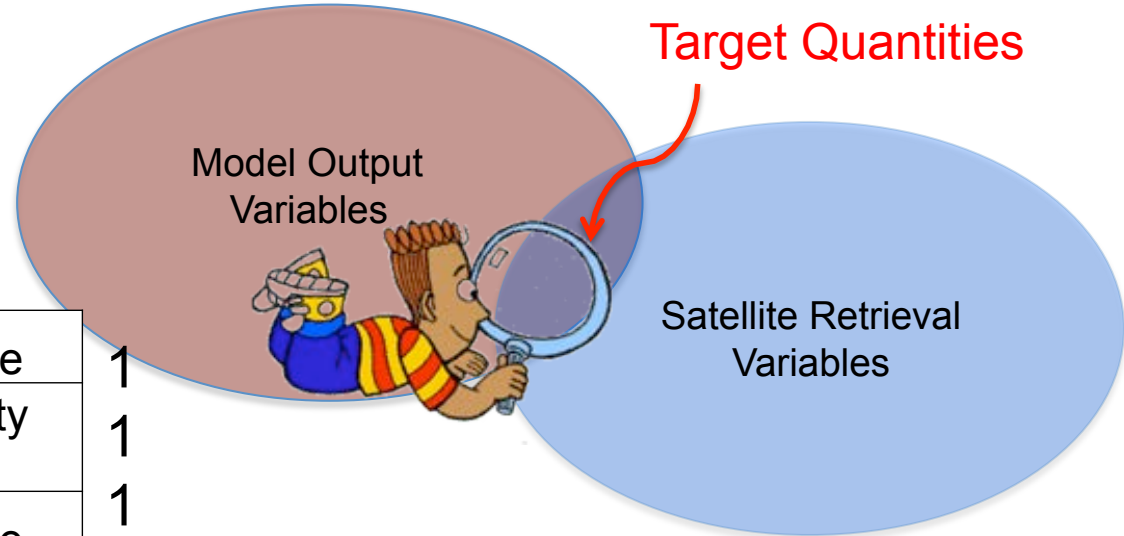 Target Quantities
Model Output
Variables
Satellite Retrieval
Variables
1
1
1